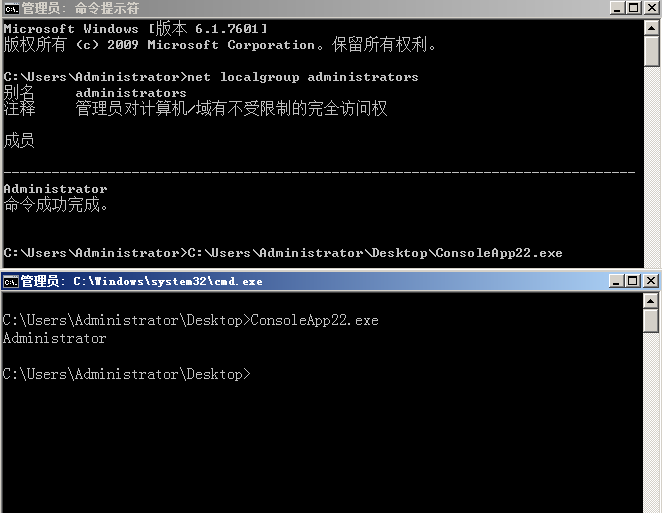 管理员: 命令提示符
Microsoft Windows [版本 6.1.7601]
版权所有 (c) 2009 Microsoft Corporation。保留所有权利。
C:\Users\Administrator>net localgroup administrators
别名     administrators
注释     管理员对计算机/域有不受限制的完全访问权
成员
-------------------------------------------------------------------------------
Administrator
命令成功完成。
C:\Users\Administrator>C:\Users\Administrator\Desktop\ConsoleApp22.exe
管理员: C:\Windows\system32\cmd.exe
C:\Users\Administrator\Desktop>ConsoleApp22.exe
Administrator
C:\Users\Administrator\Desktop>